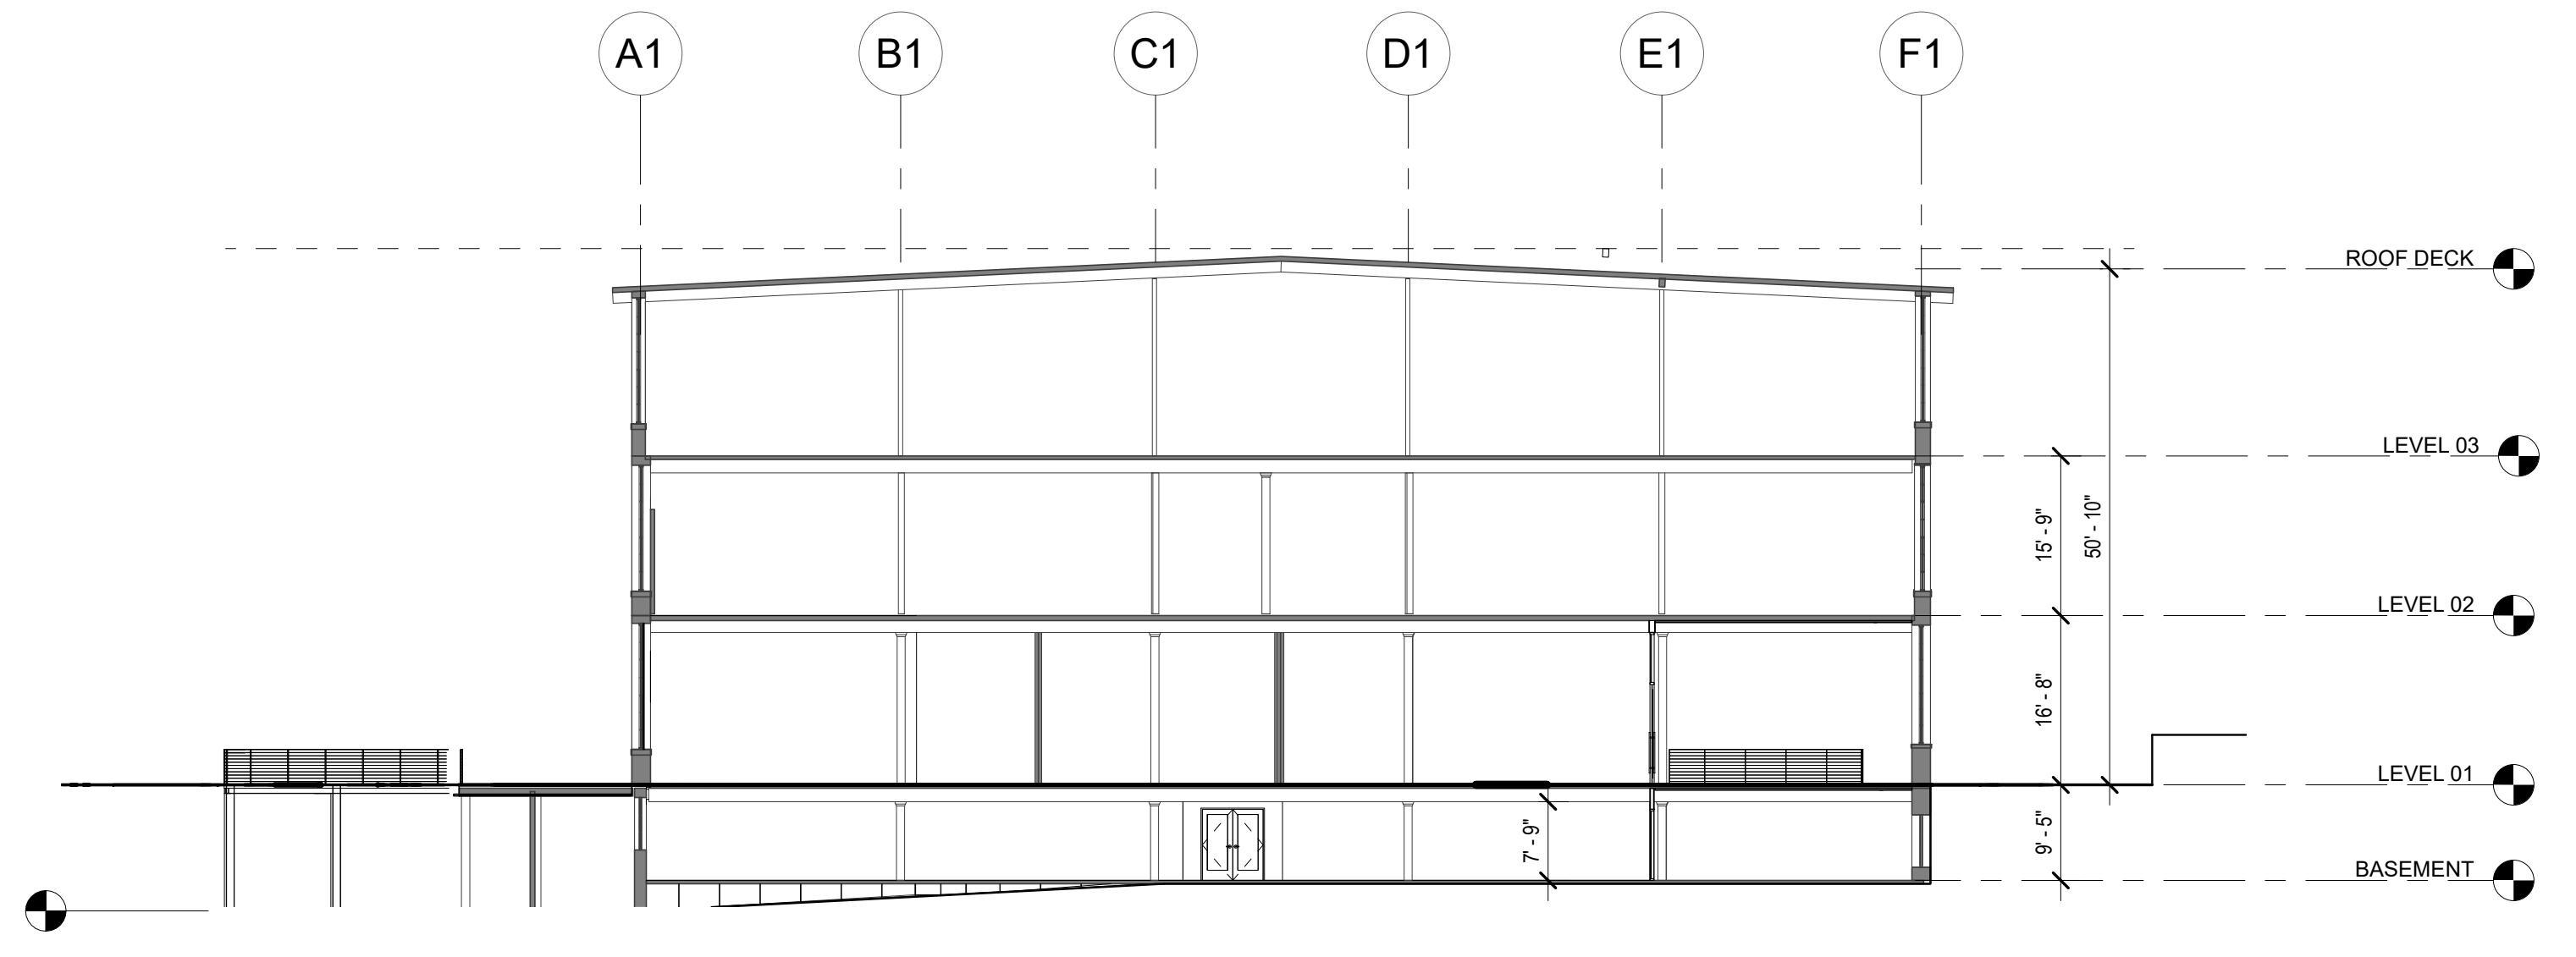 A1 B1 C1 D1 E1 F1
ROOF DECK
LEVEL 03
15' - 9"
50' - 10"
LEVEL 02
16' - 8"
LEVEL 01
7' - 9"
9' - 5"
BASEMENT